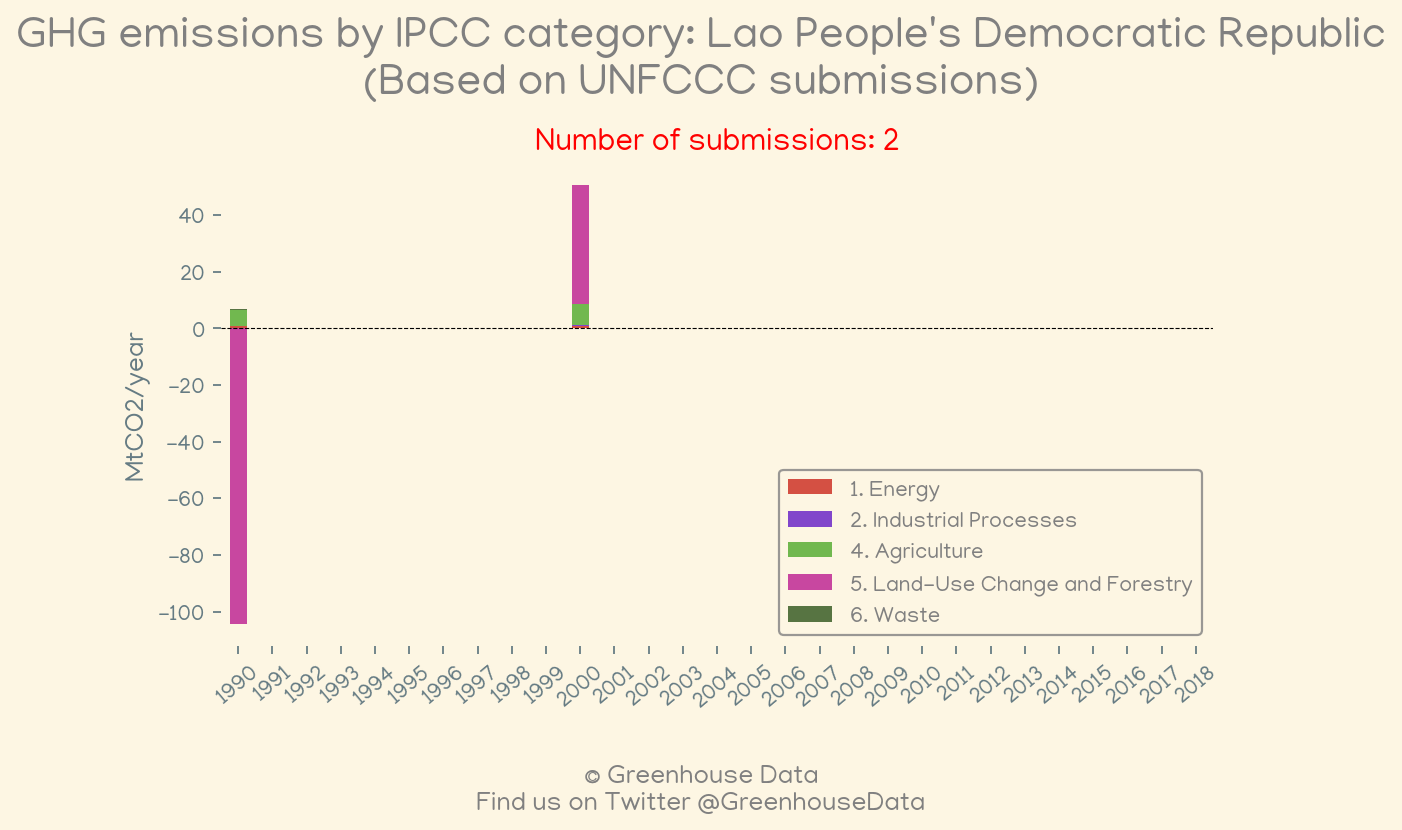 GHG emissions by IPCC category: Lao People's Democratic Republic
(Based on UNFCCC submissions)
Number of submissions: 2
MtCO2/year
40
20
0
-20
-40
-60
-80
-100
1. Energy
2. Industrial Processes
4. Agriculture
5. Land-Use Change and Forestry
6. Waste
1990 1991 1992 1993 1994 1995 1996 1997 1998 1999 2000 2001 2002 2003 2004 2005 2006 2007 2008 2009 2010 2011 2012 2013 2014 2015 2016 2017 2018
© Greenhouse Data
Find us on Twitter @GreenhouseData